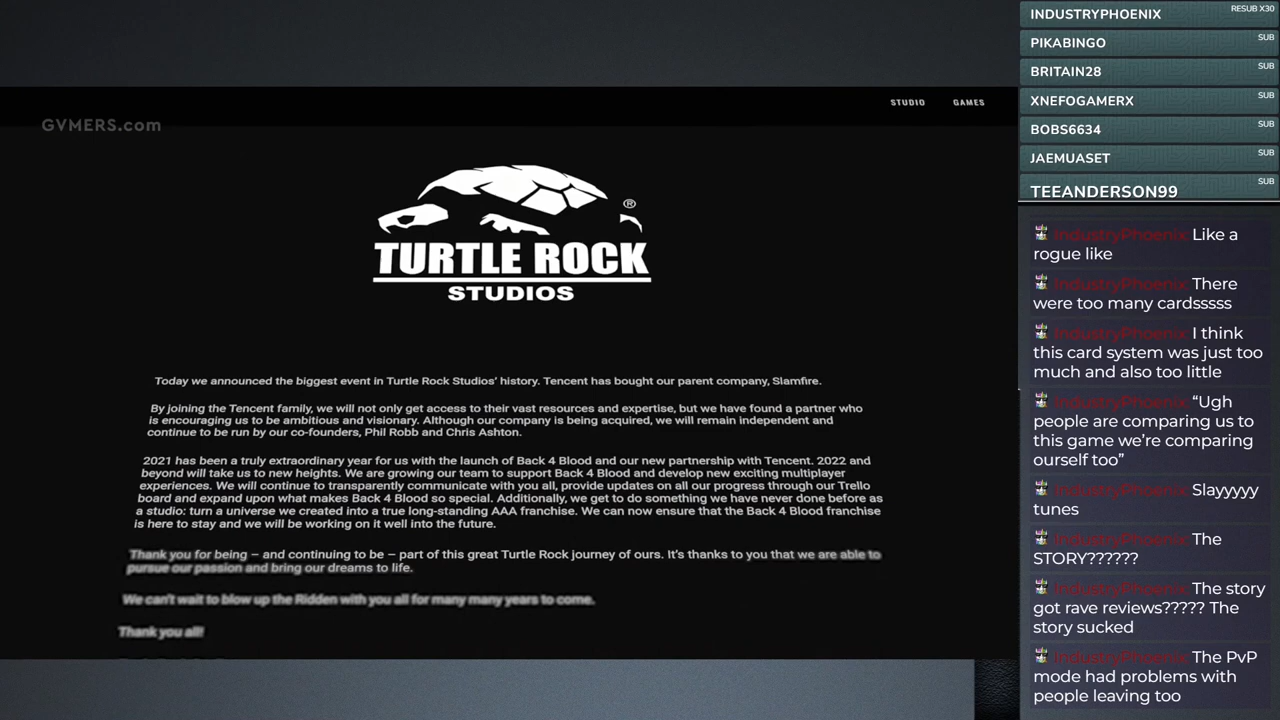 GVMERS.com
STUDIO GAMES
®
TURTLE ROCK
STUDIOS
Today we announced the biggest event in Turtle Rock Studios' history. Tencent has bought our parent company, Slamfire.
By joining the Tencent family, we will not only get access to their vast resources and expertise, but we have found a partner who
is encouraging us to be ambitious and visionary. Although our company is being acquired, we will remain independent and
continue to be run by our co-founders, Phil Robb and Chris Ashton.
2021 has been a truly extraordinary year for us with the launch of Back 4 Blood and our new partnership with Tencent. 2022 and
beyond will take us to new heights. We are growing our team to support Back 4 Blood and develop new exciting multiplayer
experiences. We will continue to transparently communicate with you all, provide updates on all our progress through our Trello
board and expand upon what makes Back 4 Blood so special. Additionally, we get to do something we have never done before as
a studio: turn a universe we created into a true long-standing AAA franchise. We can now ensure that the Back 4 Blood franchise
is here to stay and we will be working on it well into the future.
Thank you for being – and continuing to be – part of this great Turtle Rock journey of ours. It's thanks to you that we are able to
pursue our passion and bring our dreams to life.
We can't wait to blow up the Ridden with you all for many many years to come.
Thank you all!
INDUSTRYPHOENIX RESUB X30
PIKABINGO SUB
BRITAIN28 SUB
XNEFOGAMERX SUB
BOBS6634 SUB
JAEMUASET SUB
TEEANDERSON99 SUB
IndustryPhoenix: Like a
rogue like
IndustryPhoenix: There
were too many cardsssss
IndustryPhoenix: I think
this card system was just too
much and also too little
IndustryPhoenix: “Ugh
people are comparing us to
this game we're comparing
ourself too”
IndustryPhoenix: Slayyyyy
tunes
IndustryPhoenix: The
STORY??????
IndustryPhoenix: The story
got rave reviews????? The
story sucked
IndustryPhoenix: The PvP
mode had problems with
people leaving too